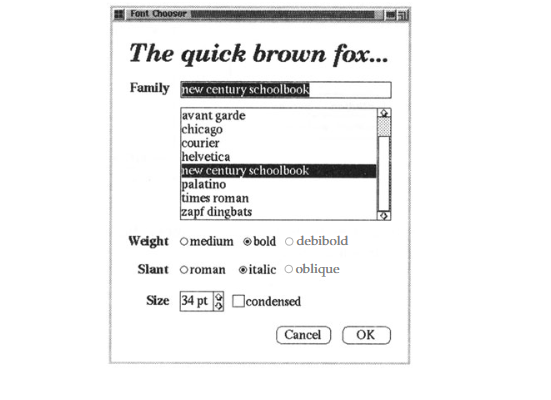 Font Chooser
The quick brown fox...
Family new century schoolbook
avant garde
chicago
courier
helvetica
new century schoolbook
palatino
times roman
zapf dingbats
Weight medium bold debibold
Slant roman italic oblique
Size 34 pt condensed
Cancel OK